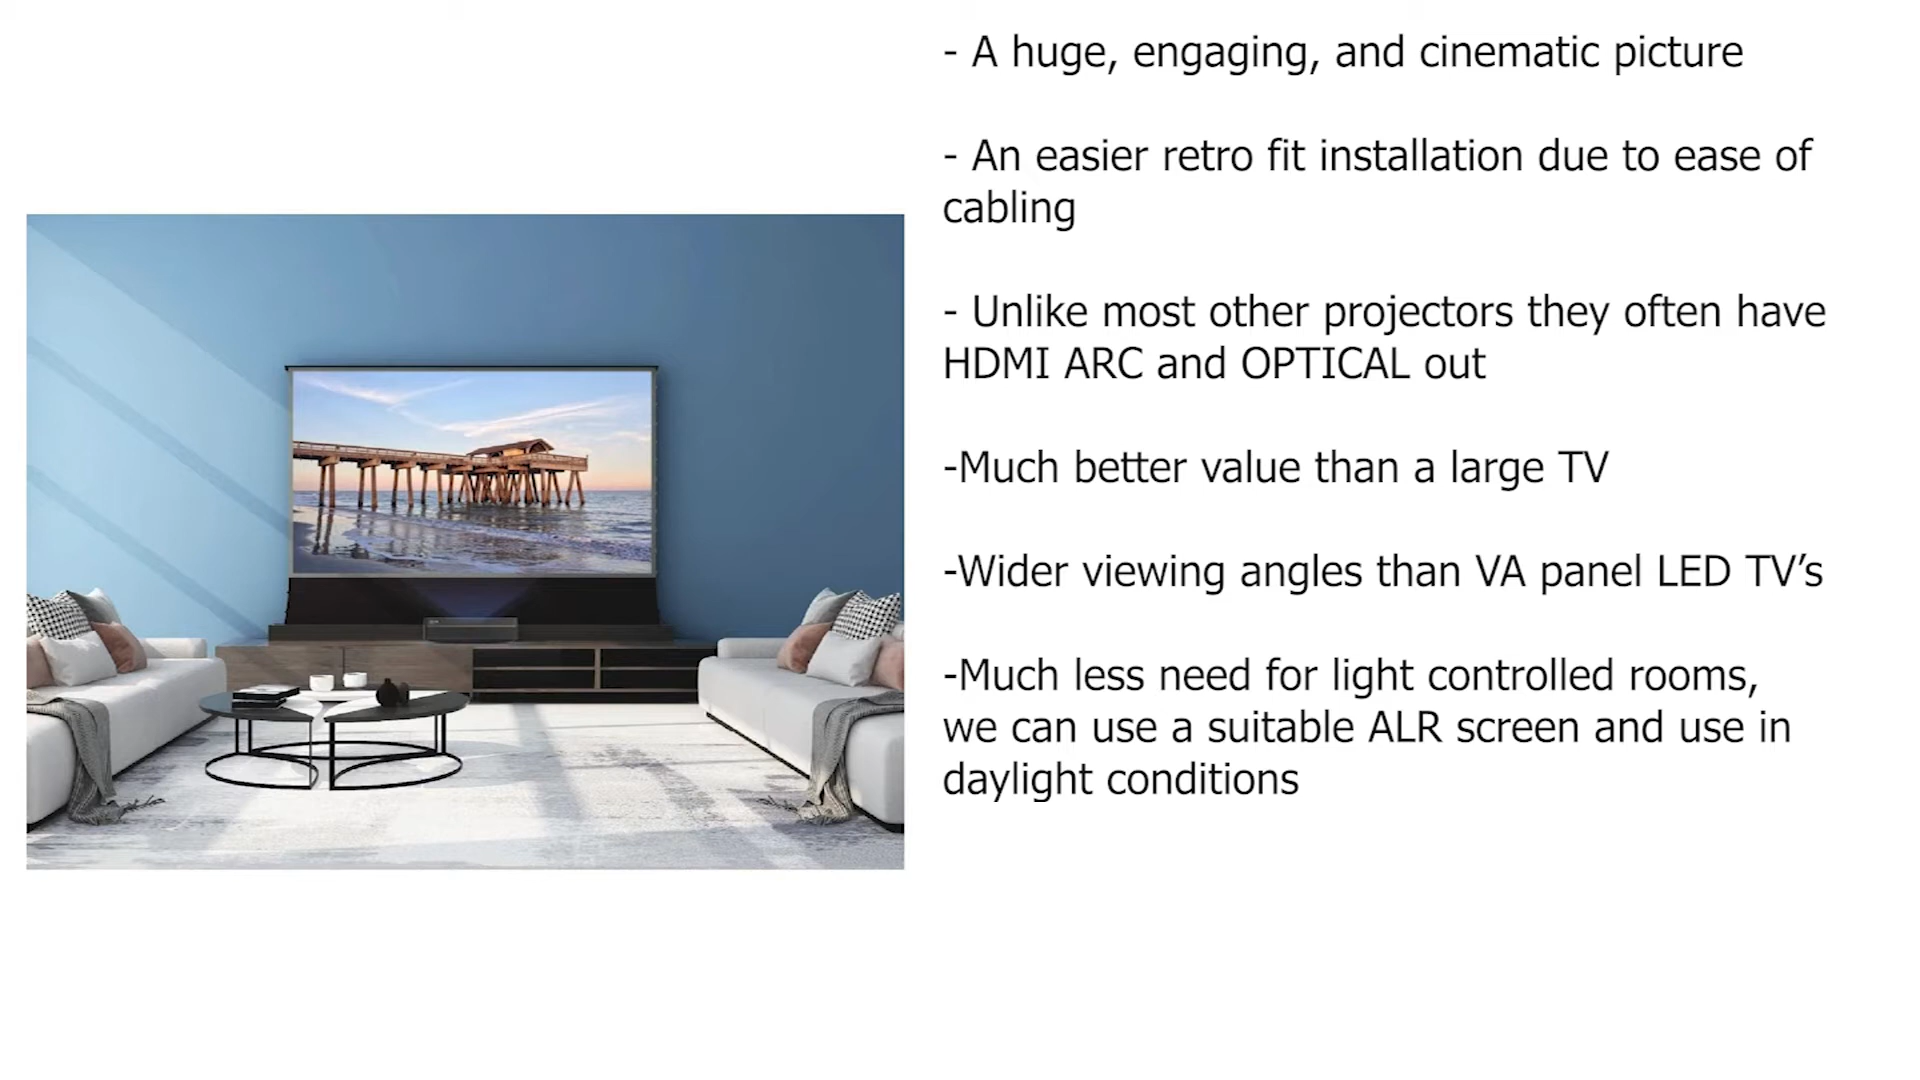 - A huge, engaging, and cinematic picture
- An easier retro fit installation due to ease of
cabling
- Unlike most other projectors they often have
HDMI ARC and OPTICAL out
-Much better value than a large TV
-Wider viewing angles than VA panel LED TV’s
-Much less need for light controlled rooms,
we can use a suitable ALR screen and use in
daylight conditions